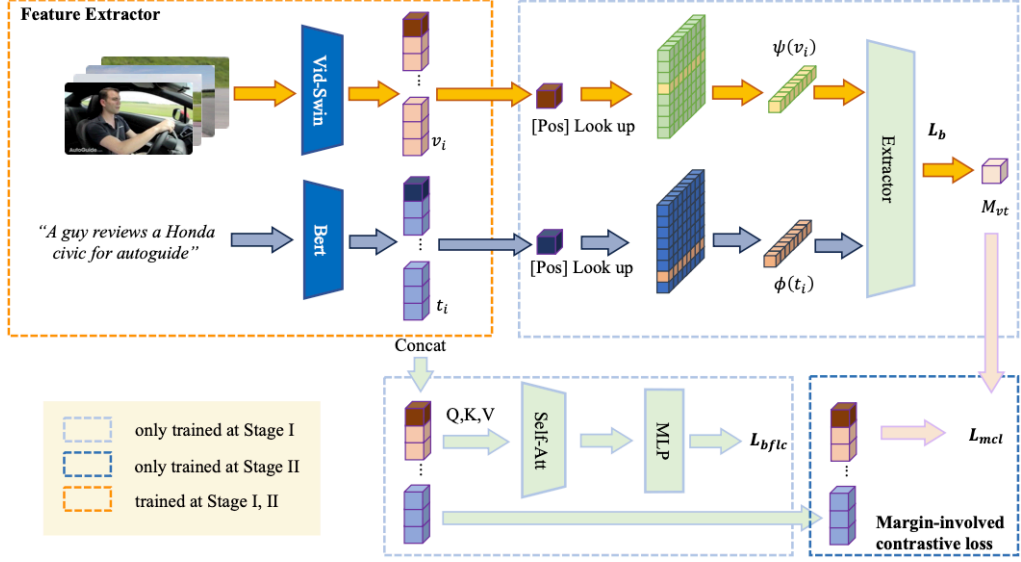 Feature Extractor
Vid-Swin
v_i
[Pos] Look up
ψ(v_i)
Extractor
L_b
M_vt
AutoGuide
“A guy reviews a Honda
civic for autoguide”
Bert
t_i
[Pos] Look up
ϕ(t_i)
Concat
Q,K,V
Self-Att
MLP
L_bflc
L_mcl
Margin-involved
contrastive loss
only trained at Stage I
only trained at Stage II
trained at Stage I, II